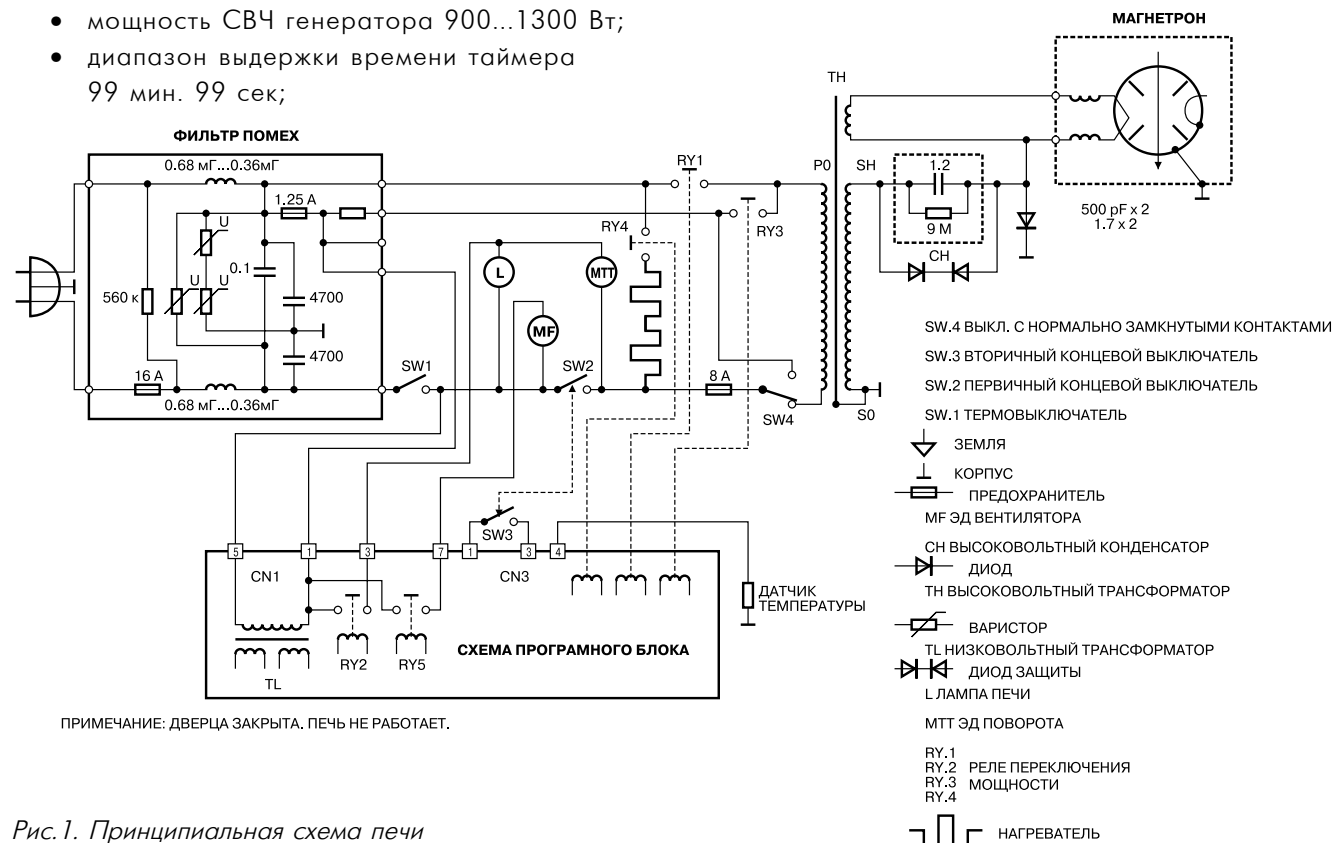 • мощность СВЧ генератора 900...1300 Вт;
• диапазон выдержки времени таймера
99 мин. 99 сек;
МАГНЕТРОН
ФИЛЬТР ПОМЕХ
0.68 мГ...0.36мГ
1.25 А
U
U
U
0.1
560 к
4700
4700
16 А
0.68 мГ...0.36мГ
SW1
L
MF
MTT
SW2
RY4
RY1
RY3
8 А
SW4
TH
P0
SH
S0
1.2
9 М
CH
500 pF x 2
1.7 x 2
SW3
5
1
3
7
1
3
4
CN1
CN3
TL
RY2
RY5
СХЕМА ПРОГРАМНОГО БЛОКА
ДАТЧИК
ТЕМПЕРАТУРЫ
SW.4 ВЫКЛ. С НОРМАЛЬНО ЗАМКНУТЫМИ КОНТАКТАМИ
SW.3 ВТОРИЧНЫЙ КОНЦЕВОЙ ВЫКЛЮЧАТЕЛЬ
SW.2 ПЕРВИЧНЫЙ КОНЦЕВОЙ ВЫКЛЮЧАТЕЛЬ
SW.1 ТЕРМОВЫКЛЮЧАТЕЛЬ
ЗЕМЛЯ
КОРПУС
ПРЕДОХРАНИТЕЛЬ
MF ЭД ВЕНТИЛЯТОРА
CH ВЫСОКОВОЛЬТНЫЙ КОНДЕНСАТОР
ДИОД
TH ВЫСОКОВОЛЬТНЫЙ ТРАНСФОРМАТОР
ВАРИСТОР
TL НИЗКОВОЛЬТНЫЙ ТРАНСФОРМАТОР
ДИОД ЗАЩИТЫ
L ЛАМПА ПЕЧИ
MTT ЭД ПОВОРОТА
RY.1
RY.2 РЕЛЕ ПЕРЕКЛЮЧЕНИЯ
RY.3 МОЩНОСТИ
RY.4
НАГРЕВАТЕЛЬ
ПРИМЕЧАНИЕ: ДВЕРЦА ЗАКРЫТА. ПЕЧЬ НЕ РАБОТАЕТ.
Рис.1. Принципиальная схема печи